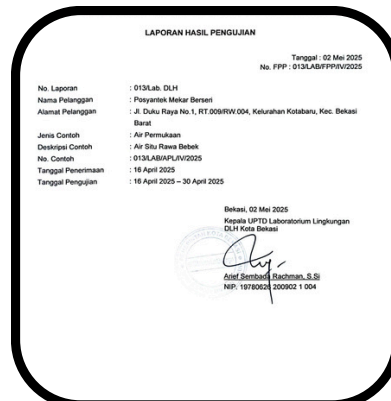 LAPORAN HASIL PENGUJIAN
Tanggal : 02 Mei 2025
No. FPP : 013/LAB/FPP/IV/2025
No. Laporan : 013/Lab. DLH
Nama Pelanggan : Posyantek Mekar Berseri
Alamat Pelanggan : Jl. Duku Raya No.1, RT.009/RW.004, Kelurahan Kotabaru, Kec. Bekasi
Barat
Jenis Contoh : Air Permukaan
Deskripsi Contoh : Air Situ Rawa Bebek
No. Contoh : 013/LAB/APL/IV/2025
Tanggal Penerimaan : 16 April 2025
Tanggal Pengujian : 16 April 2025 – 30 April 2025
Bekasi, 02 Mei 2025
Kepala UPTD Laboratorium Lingkungan
DLH Kota Bekasi
Arief Sembada Rachman, S.Si
NIP. 19780626 200902 1 004